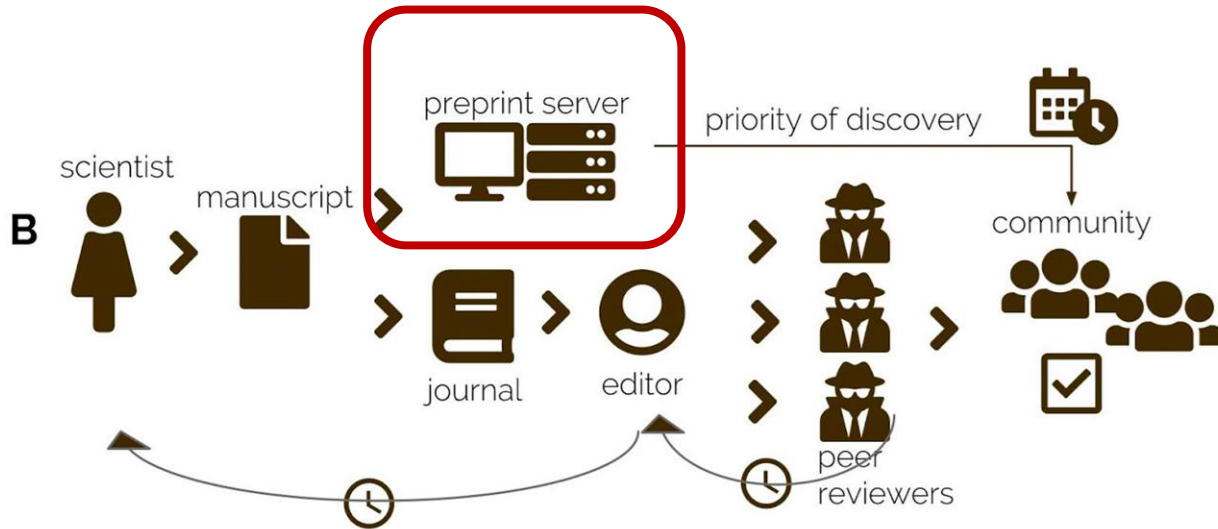 preprint server
priority of discovery
scientist
manuscript
B
community
journal
editor
peer
reviewers